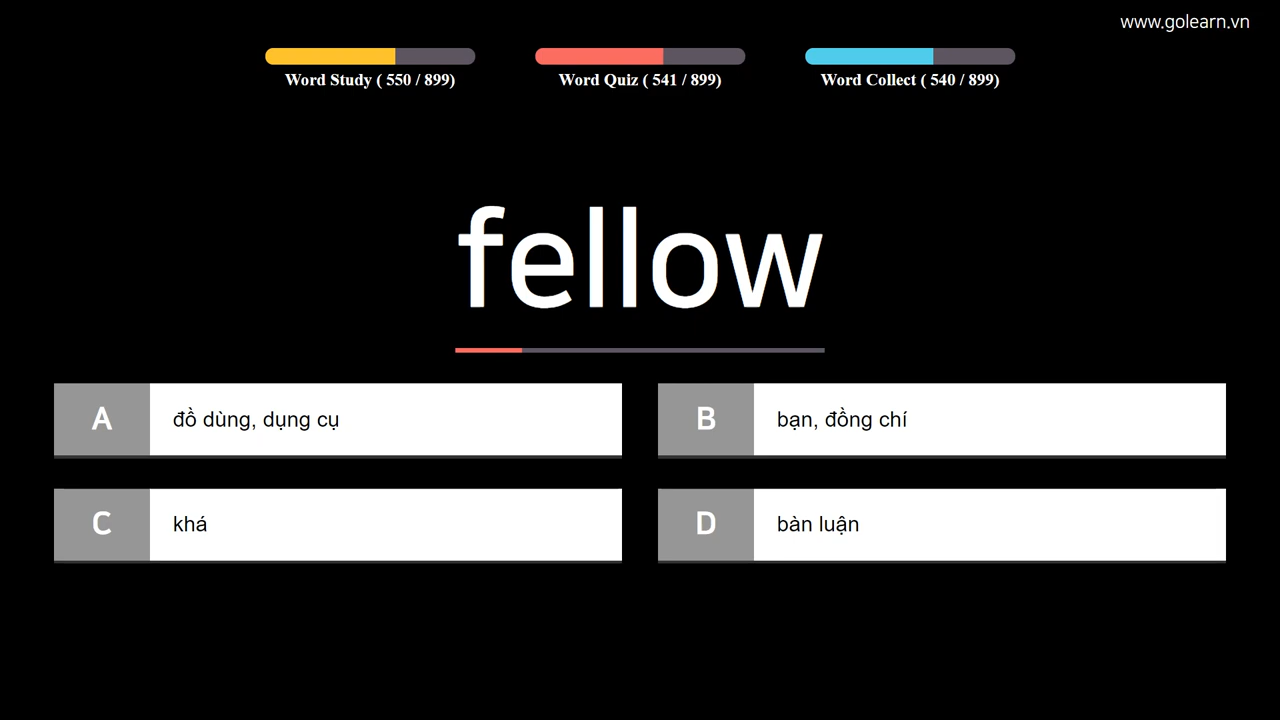 www.golearn.vn
Word Study ( 550 / 899)
Word Quiz ( 541 / 899)
Word Collect ( 540 / 899)
fellow
A đồ dùng, dụng cụ
B bạn, đồng chí
C khá
D bàn luận